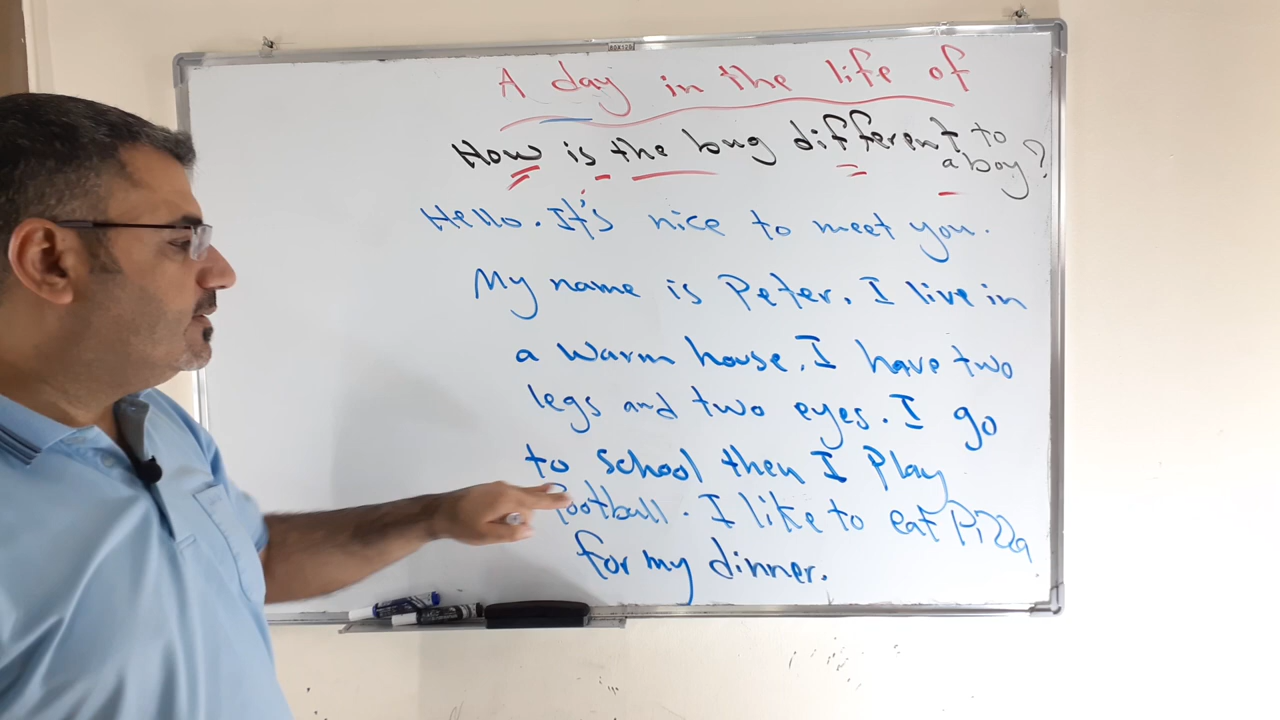 A day in the life of
How is the bug different to
a boy?
Hello. It's nice to meet you.
My name is Peter. I live in
a warm house. I have two
legs and two eyes. I go
to school then I Play
football. I like to eat Pizza
for my dinner.